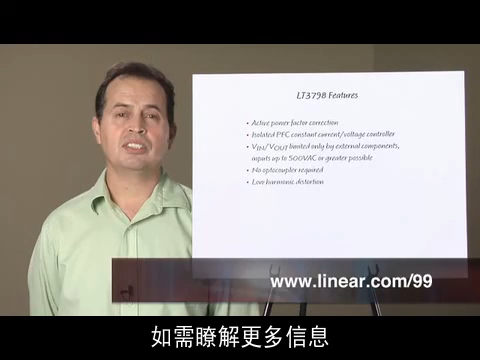 LT3798 Features
• Active power factor correction
• Isolated PFC constant current/voltage controller
• VIN/VOUT limited only by external components,
inputs up to 500VAC or greater possible
• No optocoupler required
• Low harmonic distortion
www.linear.com/99
如需瞭解更多信息